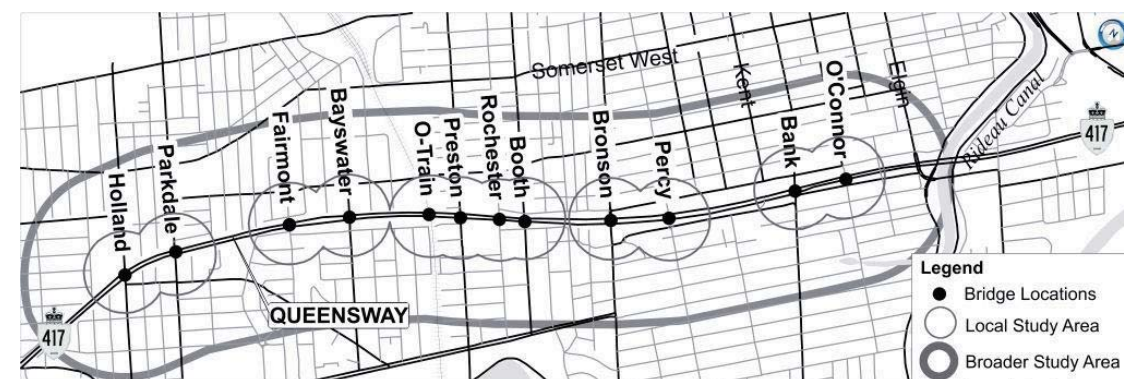 Somerset West
Kent
O'Connor
Elgin
Rideau Canal
417
Holland
Parkdale
Fairmont
Bayswater
O-Train
Preston
Rochester
Booth
Bronson
Percy
Bank
QUEENSWAY
417
Legend
Bridge Locations
Local Study Area
Broader Study Area
N